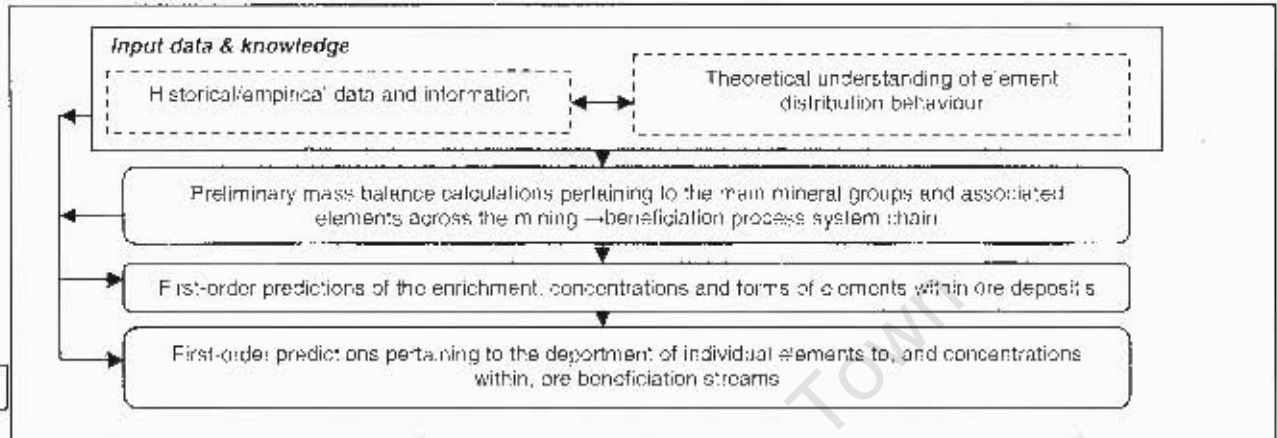 Input data & knowledge
Historical/empirical data and information
Theoretical understanding of element
distribution behaviour
Preliminary mass balance calculations pertaining to the main mineral groups and associated
elements across the mining →beneficiation process system chain
First-order predictions of the enrichment, concentrations and forms of elements within ore deposits
First-order predictions pertaining to the deportment of individual elements to, and concentrations
within, ore beneficiation streams
Town